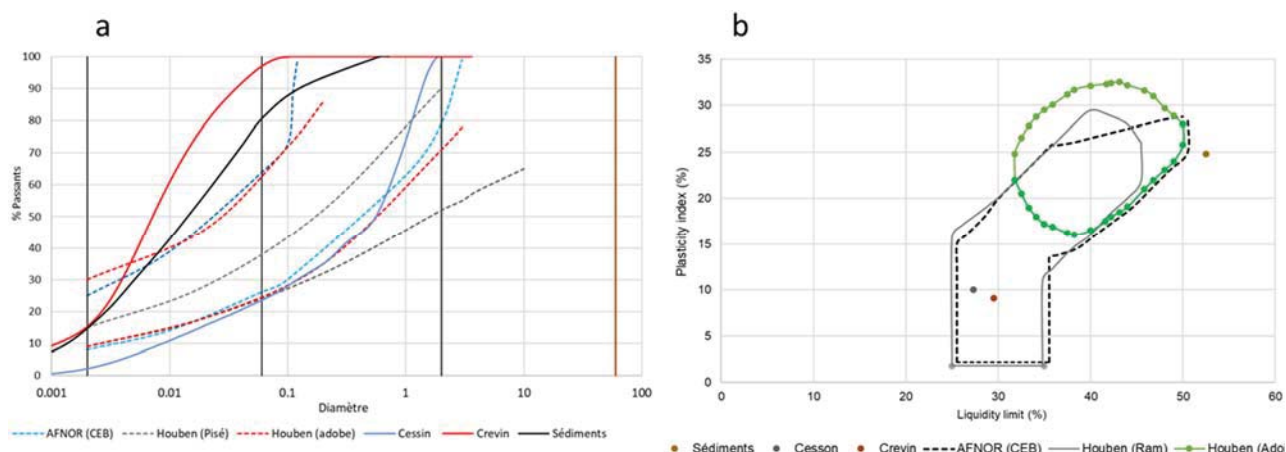 a
100
90
80
70
60
50
40
30
20
10
0
% Passants
0.001 0.01 0.1 1 10 100
Diamètre
AFNOR (CEB) Houben (Pisé) Houben (adobe) Cessin Crevin Sédiments
b
35
30
25
20
15
10
5
0
Plasticity index (%)
0 10 20 30 40 50 60
Liquidity limit (%)
Sédiments Cesson Crevin AFNOR (CEB) Houben (Ram) Houben (Ado